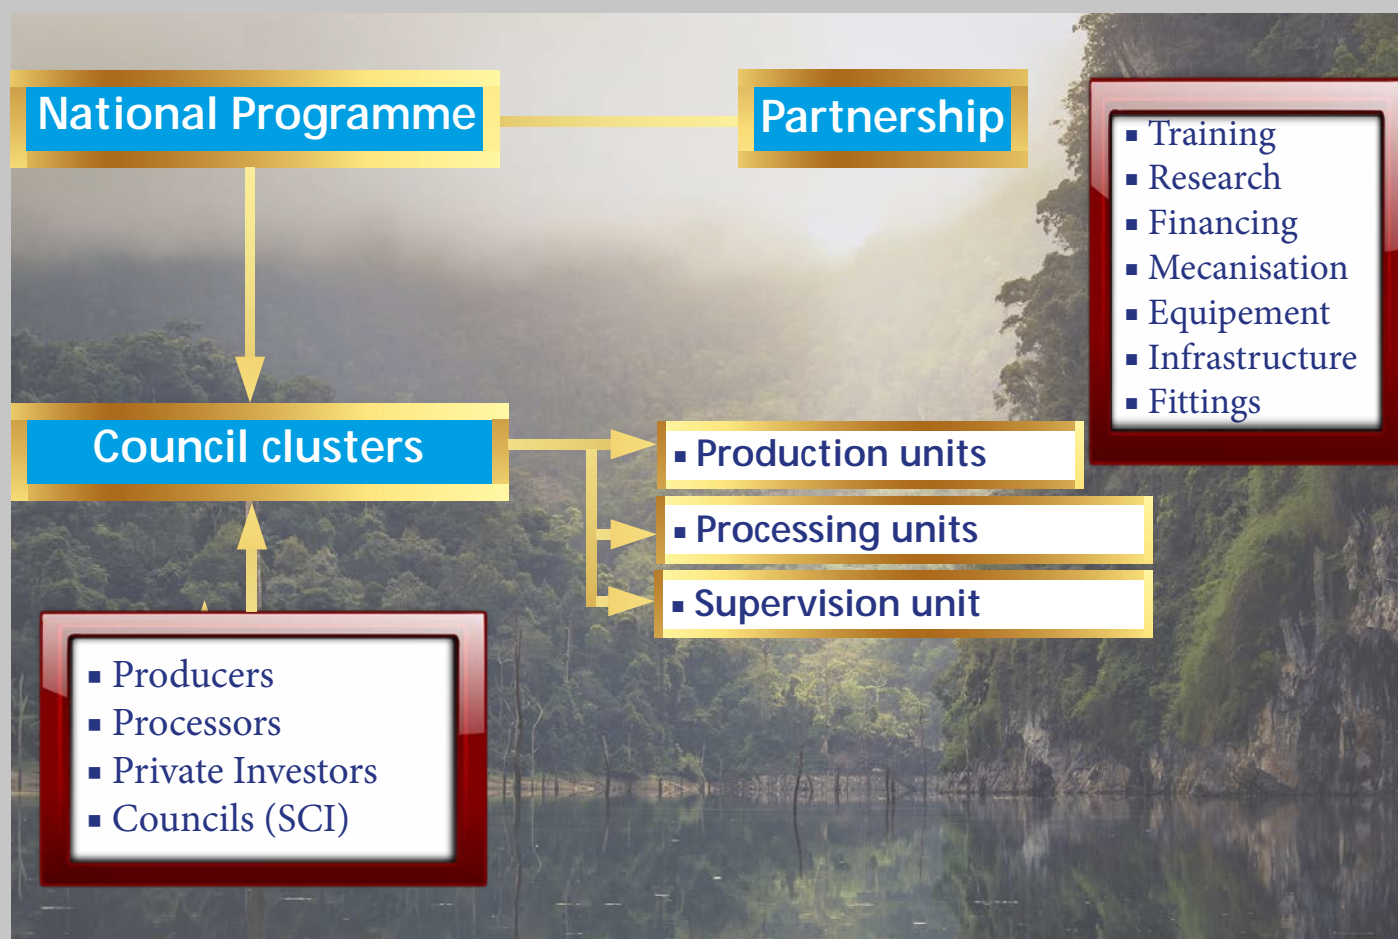 National Programme
Partnership
▪ Training
▪ Research
▪ Financing
▪ Mecanisation
▪ Equipement
▪ Infrastructure
▪ Fittings
Council clusters
▪ Production units
▪ Processing units
▪ Supervision unit
▪ Producers
▪ Processors
▪ Private Investors
▪ Councils (SCI)